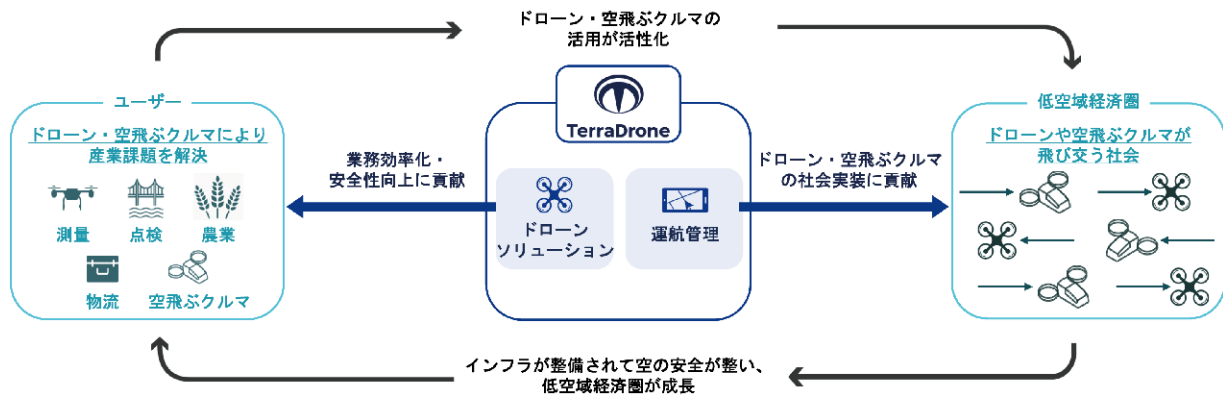 ドローン・空飛ぶクルマの
活用が活性化
ユーザー
ドローン・空飛ぶクルマにより
産業課題を解決
測量
点検
農業
物流
空飛ぶクルマ
業務効率化・
安全性向上に貢献
TerraDrone
ドローン
ソリューション
運航管理
ドローン・空飛ぶクルマ
の社会実装に貢献
低空域経済圏
ドローンや空飛ぶクルマが
飛び交う社会
インフラが整備されて空の安全が整い、
低空域経済圏が成長